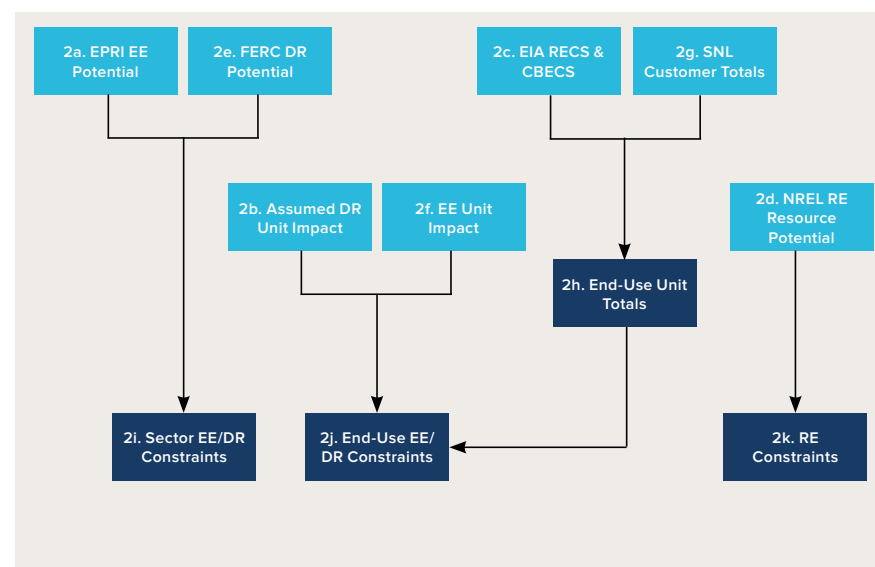 2a. EPRI EE
Potential
2e. FERC DR
Potential
2c. EIA RECS &
CBECS
2g. SNL
Customer Totals
2b. Assumed DR
Unit Impact
2f. EE Unit
Impact
2d. NREL RE
Resource
Potential
2h. End-Use Unit
Totals
2i. Sector EE/DR
Constraints
2j. End-Use EE/
DR Constraints
2k. RE
Constraints